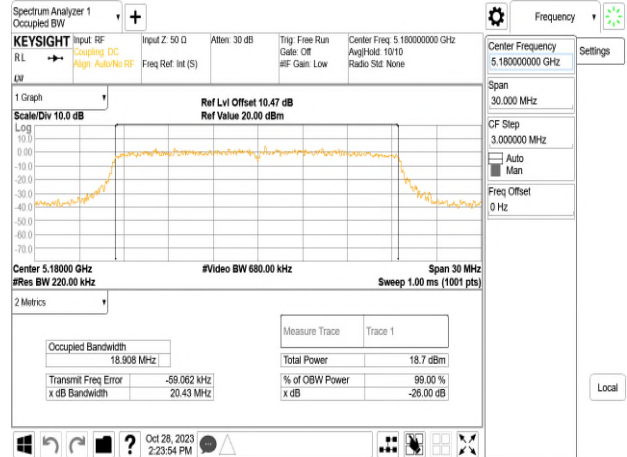 Spectrum Analyzer 1
Occupied BW
Frequency
KEYSIGHT Input: RF Input Z: 50 Ω Atten: 30 dB Trig: Free Run Center Freq: 5.180000000 GHz
RL Coupling: DC Gate: Off Avg|Hold: 10/10
Align: Auto/No RF Freq Ref: Int (S) #IF Gain: Low Radio Std: None
Center Frequency
5.180000000 GHz
Settings
Span
30.000 MHz
CF Step
3.000000 MHz
Auto
Man
Freq Offset
0 Hz
Local
1 Graph
Ref Lvl Offset 10.47 dB
Scale/Div 10.0 dB Ref Value 20.00 dBm
Log
10.0
0.00
-10.0
-20.0
-30.0
-40.0
-50.0
-60.0
-70.0
Center 5.18000 GHz #Video BW 680.00 kHz Span 30 MHz
#Res BW 220.00 kHz Sweep 1.00 ms (1001 pts)
2 Metrics
Measure Trace Trace 1
Occupied Bandwidth
18.908 MHz
Total Power 18.7 dBm
Transmit Freq Error -59.062 kHz % of OBW Power 99.00 %
x dB Bandwidth 20.43 MHz x dB -26.00 dB
Oct 28, 2023
2:23:54 PM